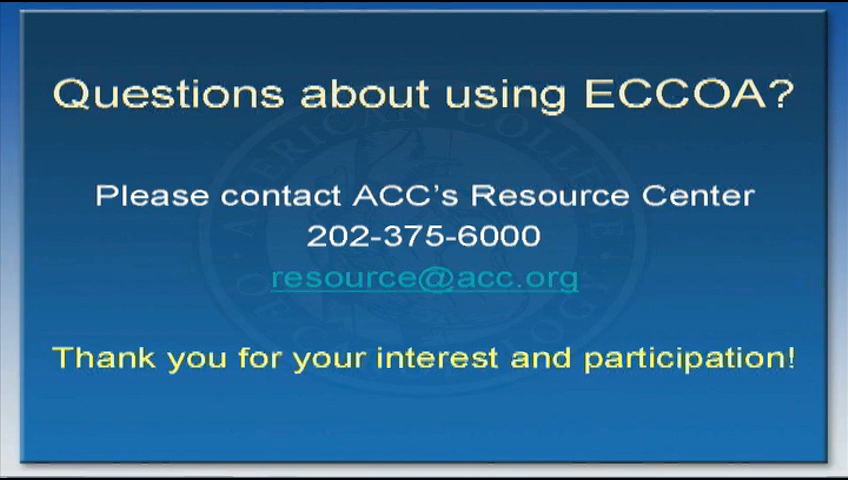 Questions about using ECCOA?
Please contact ACC's Resource Center
202-375-6000
resource@acc.org
Thank you for your interest and participation!